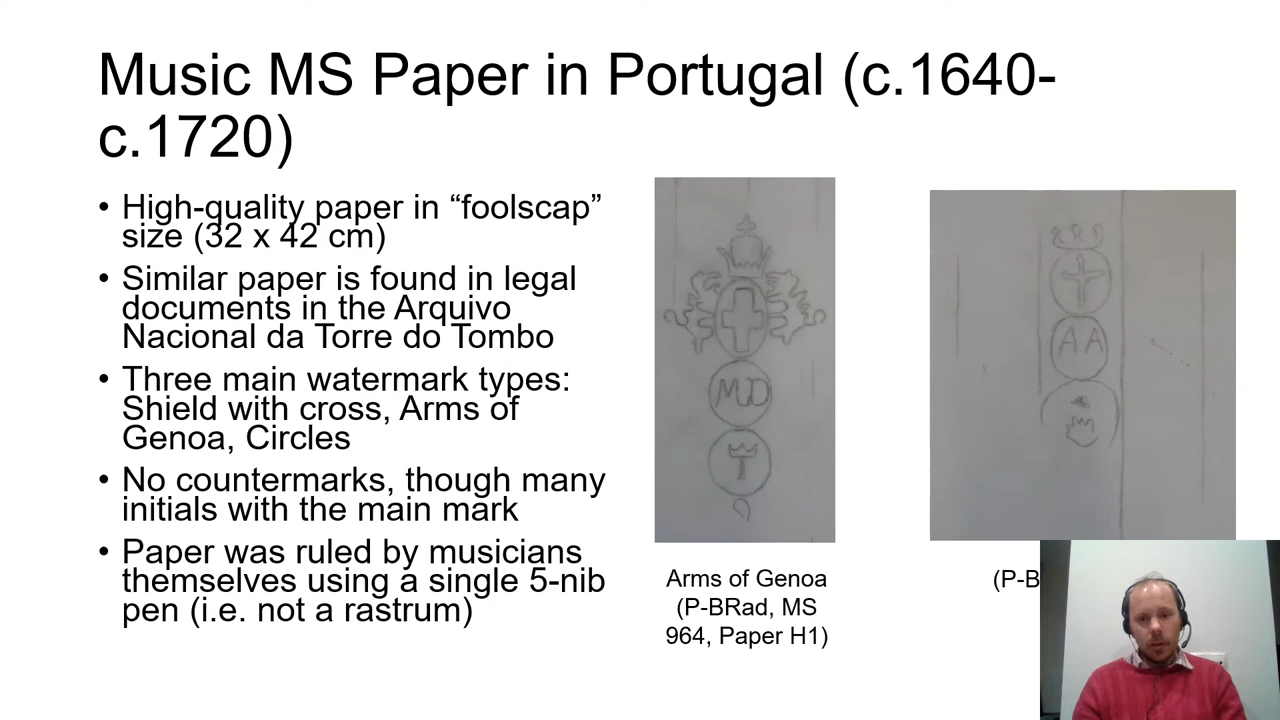 Music MS Paper in Portugal (c.1640-
c.1720)
• High-quality paper in “foolscap”
size (32 x 42 cm)
• Similar paper is found in legal
documents in the Arquivo
Nacional da Torre do Tombo
• Three main watermark types:
Shield with cross, Arms of
Genoa, Circles
• No countermarks, though many
initials with the main mark
• Paper was ruled by musicians
themselves using a single 5-nib
pen (i.e. not a rastrum)
MD
T
Arms of Genoa
(P-BRad, MS
964, Paper H1)
AA
(P-B